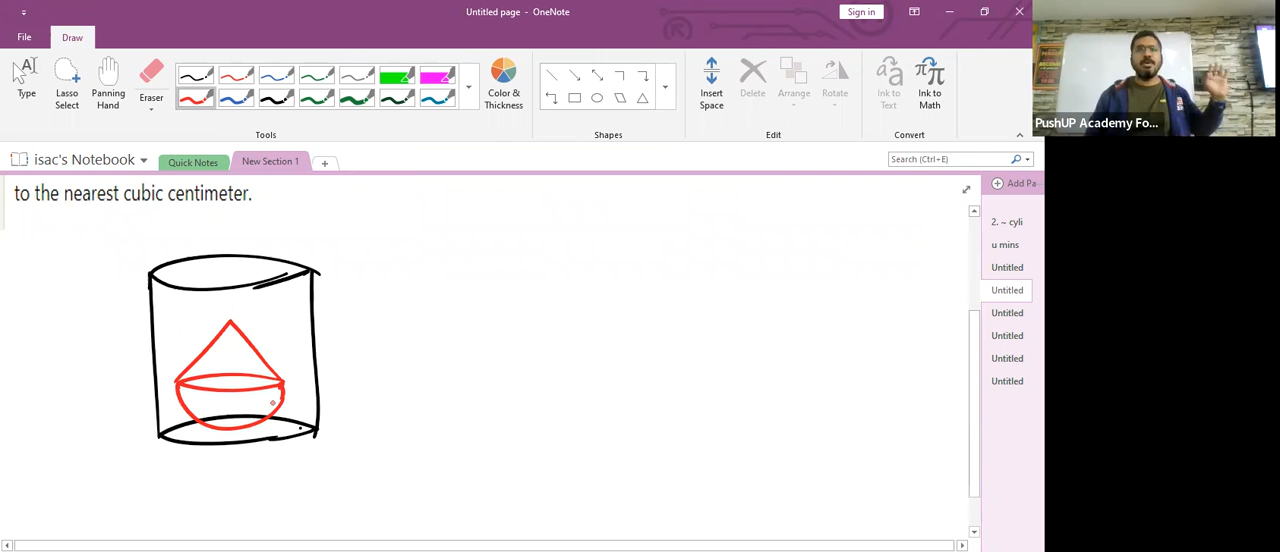 Untitled page - OneNote
Sign in
File
Draw
Type
Lasso Select
Panning Hand
Eraser
Color & Thickness
Insert Space
Delete
Arrange
Rotate
Ink to Text
Ink to Math
Tools
Shapes
Edit
Convert
isac's Notebook
Quick Notes
New Section 1
Search (Ctrl+E)
to the nearest cubic centimeter.
Add Pa
2. ~ cyli
u mins
Untitled
Untitled
Untitled
Untitled
Untitled
Untitled
PushUP Academy Fo...